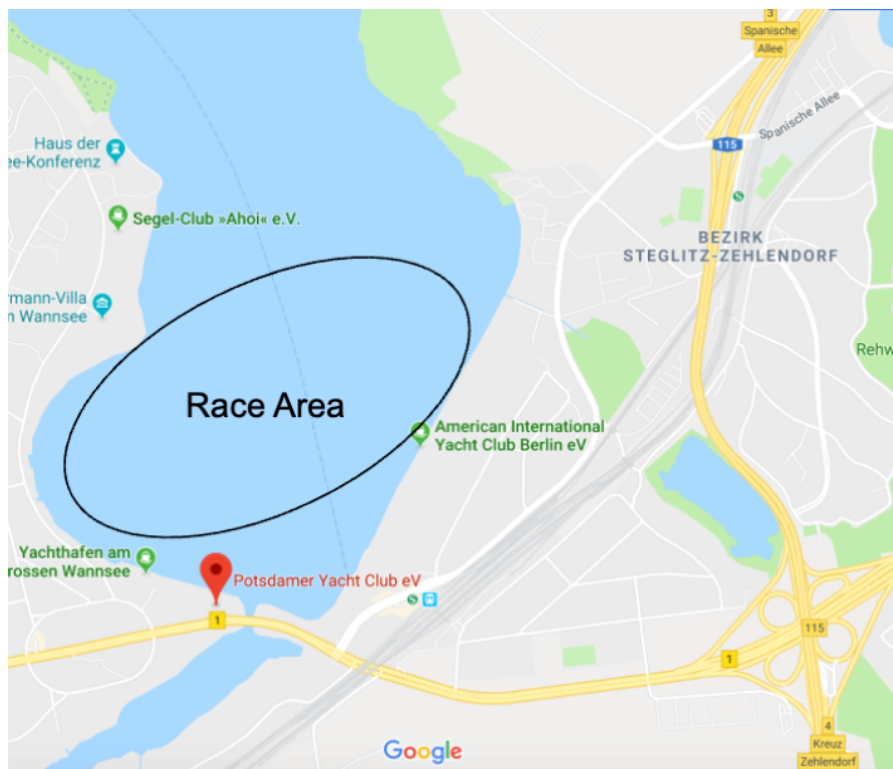 3
Spanische
Allee
Spanische Allee
115
Haus der
ee-Konferenz
Segel-Club »Ahoi« e.V.
BEZIRK
STEGLITZ-ZEHLENDORF
rmann-Villa
n Wannsee
Rehw
Race Area
American International
Yacht Club Berlin eV
Yachthafen am
rossen Wannsee
Potsdamer Yacht Club eV
S
1
115
1
4
Kreuz
Zehlendorf
Google